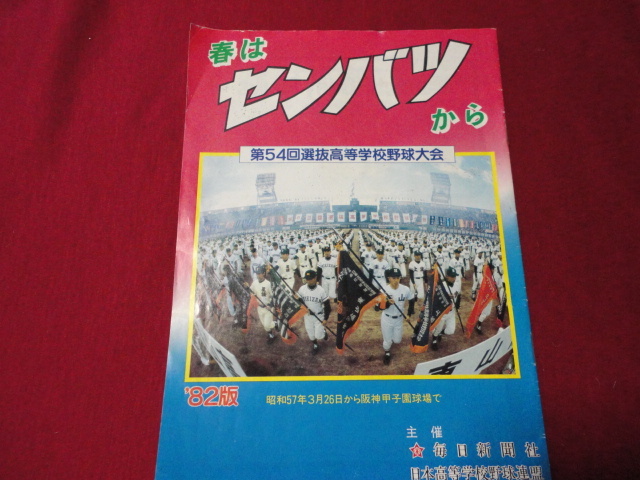 春は
センバツ
から
第54回選抜高等学校野球大会
山
'82版
昭和57年3月26日から阪神甲子園球場で
主催
毎日新聞社
日本高等学校野球連盟